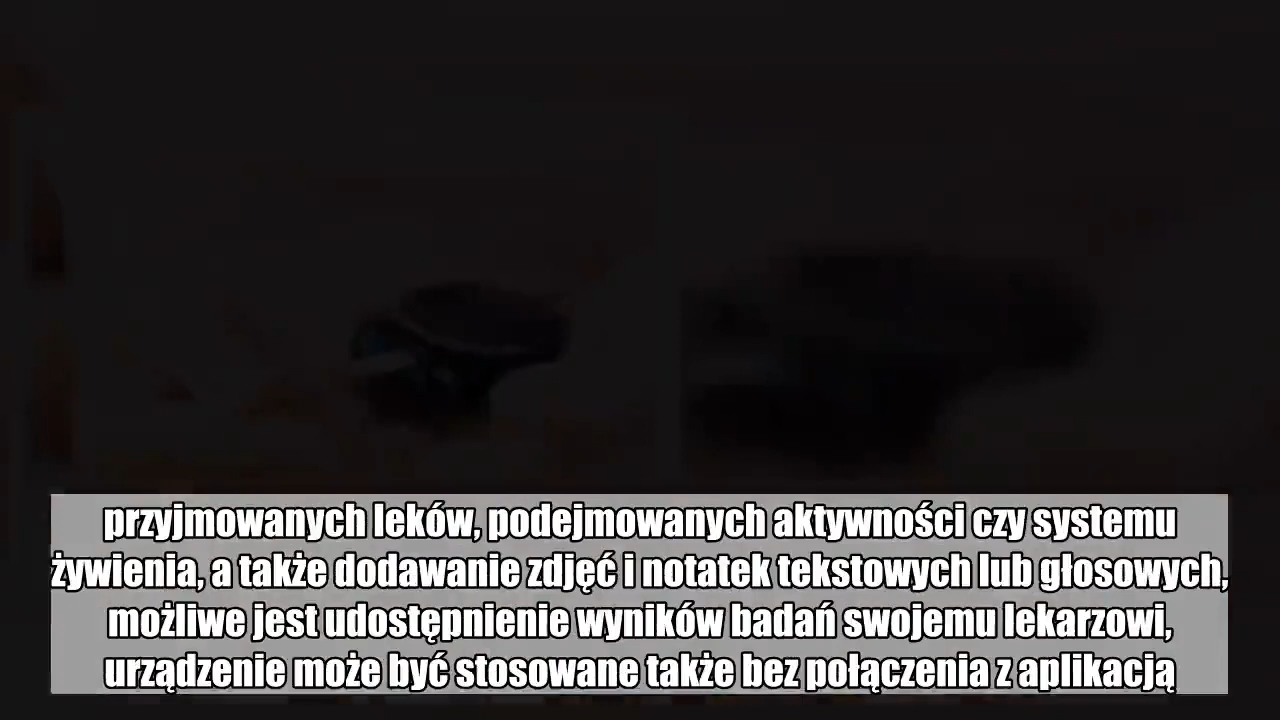 przyjmowanych leków, podejmowanych aktywności czy systemu
żywienia, a także dodawanie zdjęć i notatek tekstowych lub głosowych,
możliwe jest udostępnienie wyników badań swojemu lekarzowi,
urządzenie może być stosowane także bez połączenia z aplikacją